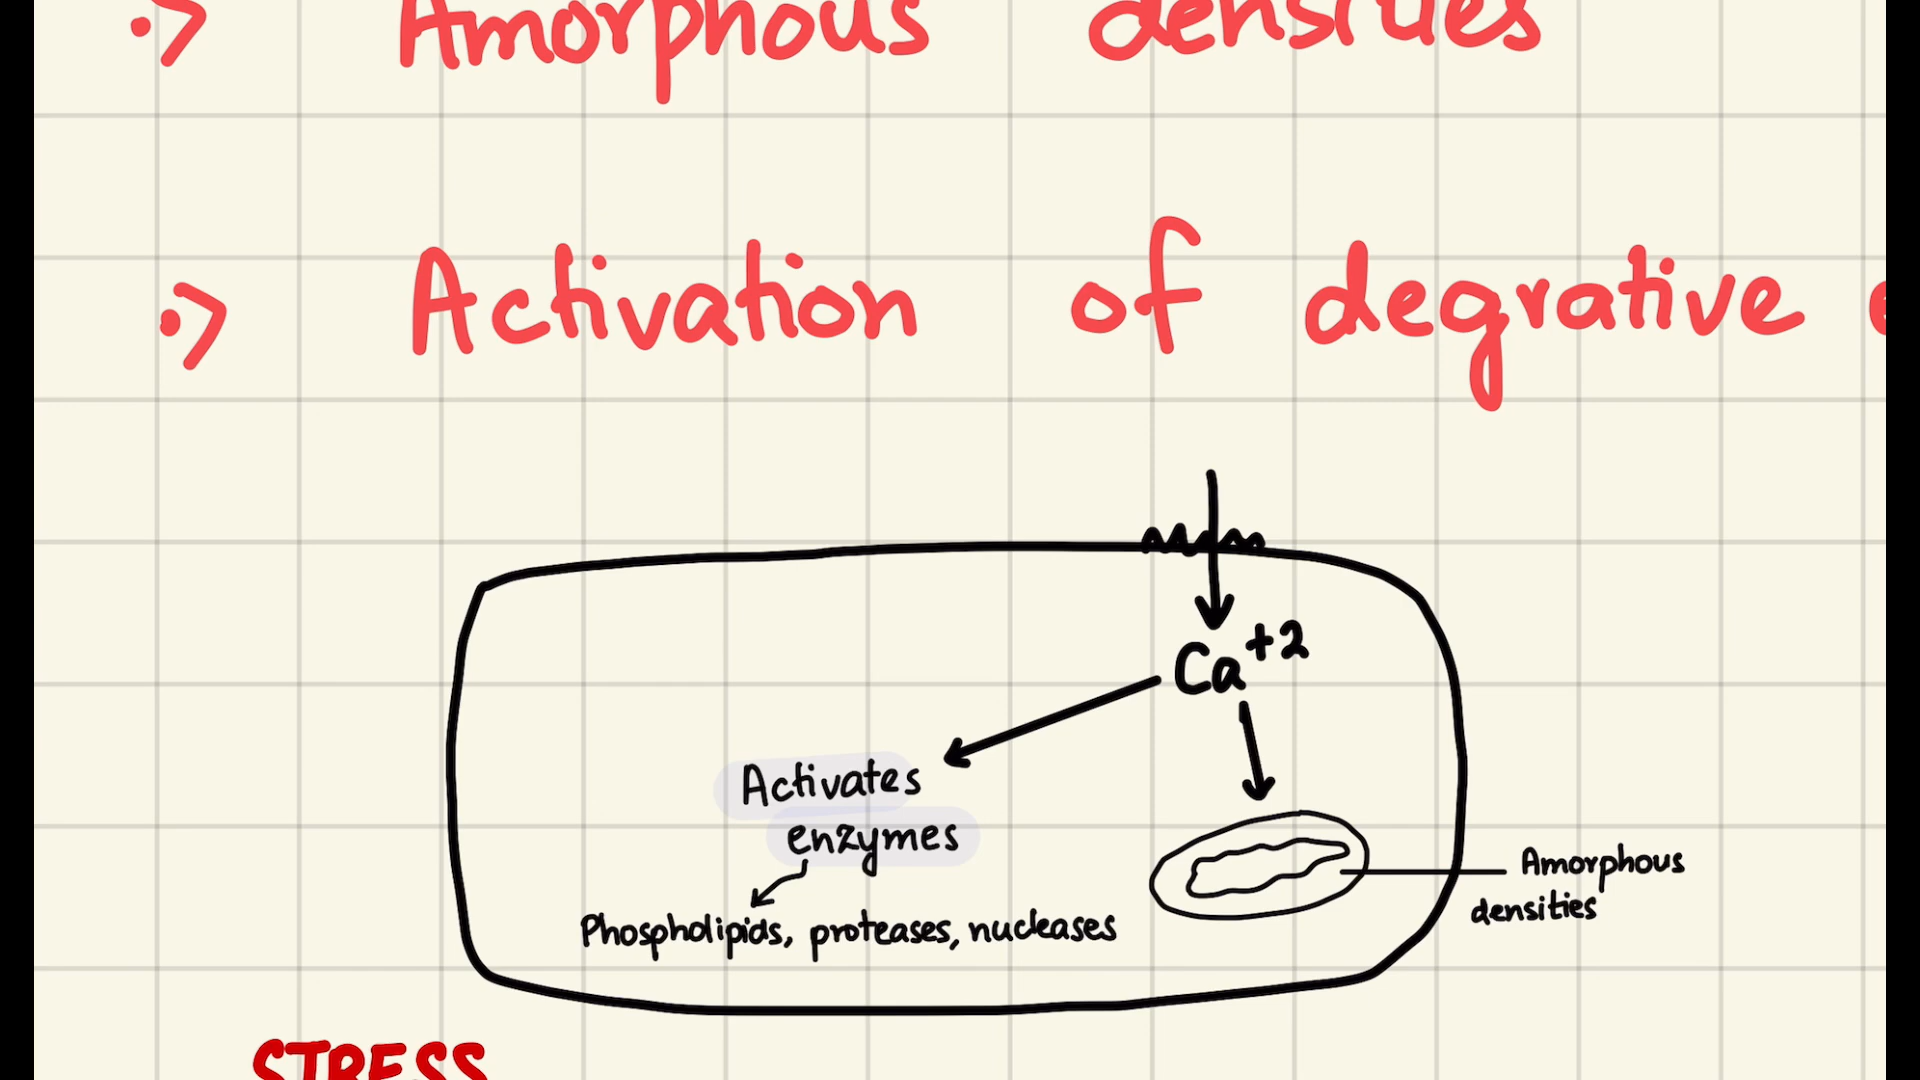 .> Amorphous densities
.> Activation of degrative
Ca+2
Activates
enzymes
Phospholipids, proteases, nucleases
Amorphous
densities
STRESS